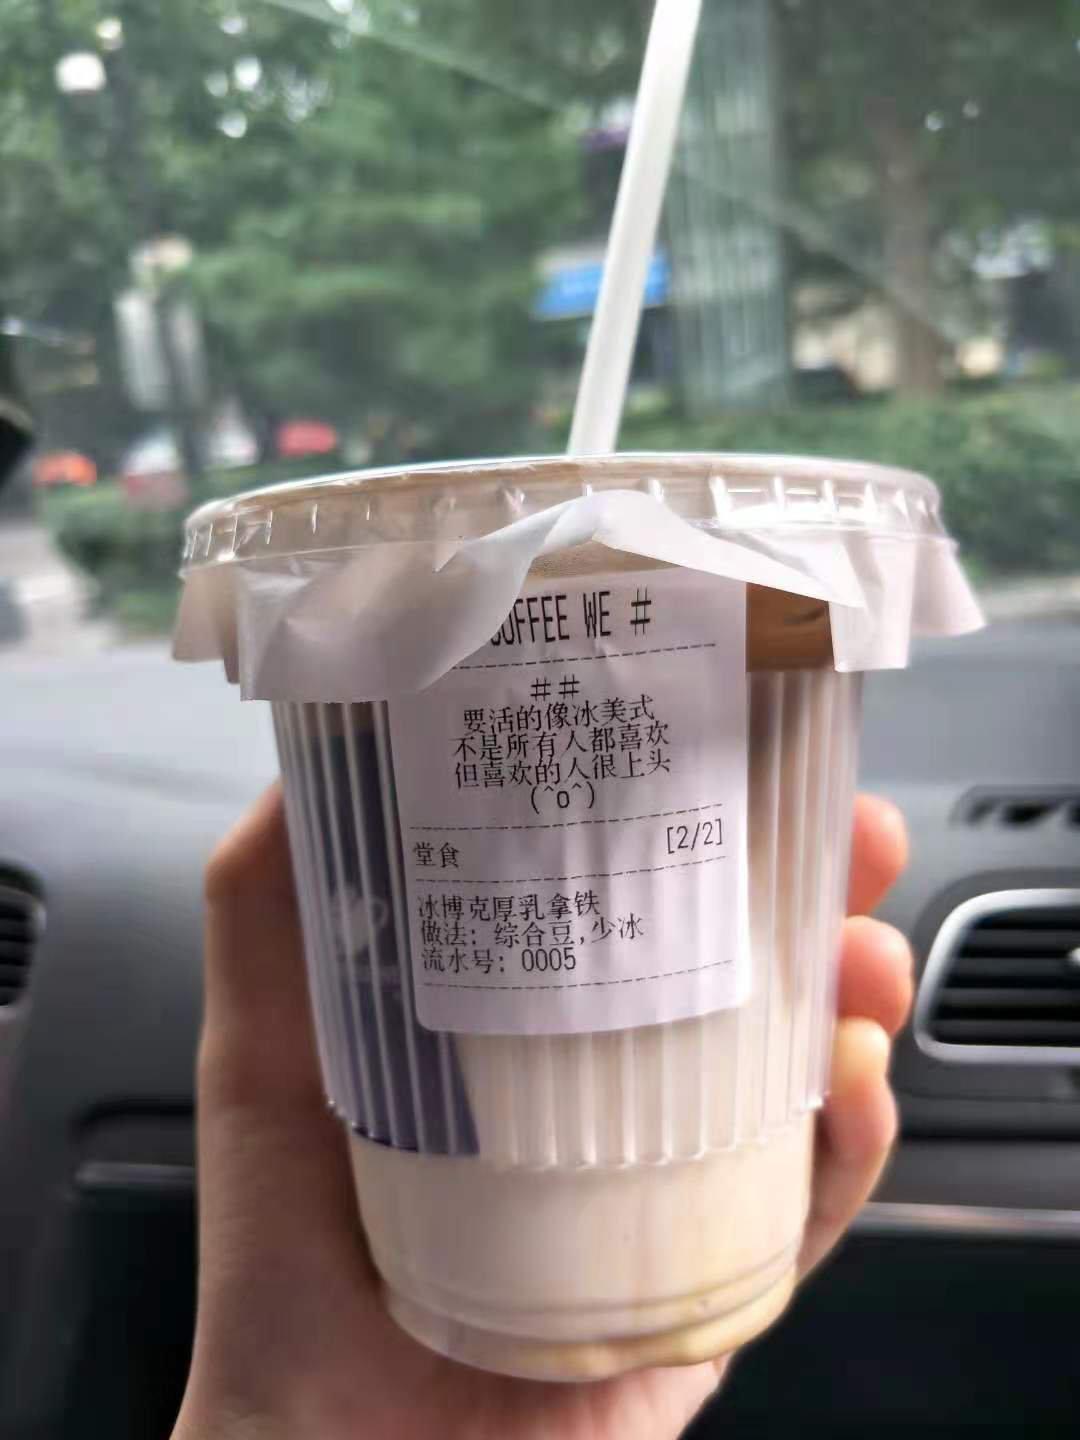 COFFEE WE #
##
要活的像冰美式
不是所有人都喜欢
但喜欢的人很上头
(^o^)
堂食 [2/2]
冰博克厚乳拿铁
做法: 综合豆,少冰
流水号: 0005